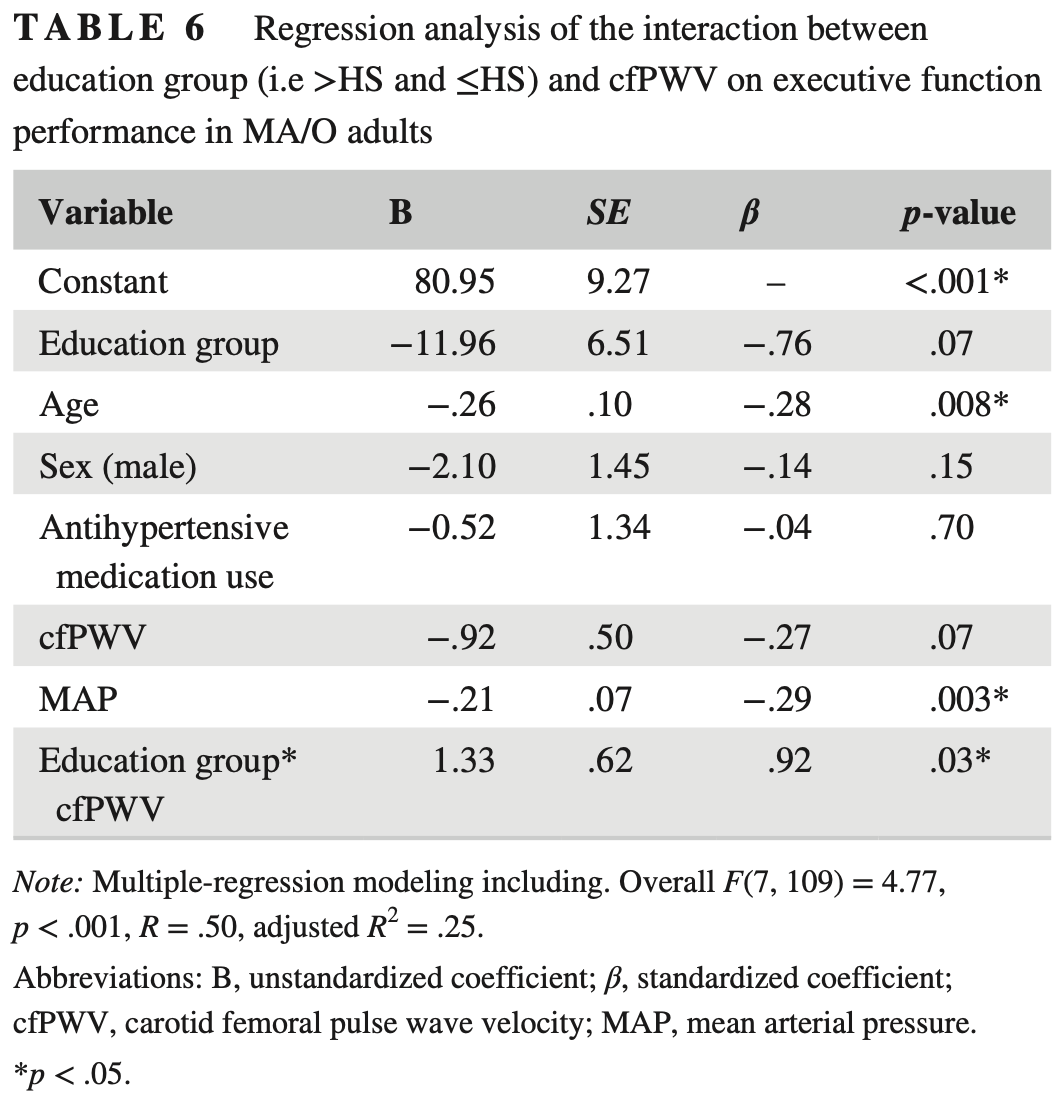 TABLE 6 Regression analysis of the interaction between
education group (i.e >HS and ≤HS) and cfPWV on executive function
performance in MA/O adults
Variable B SE β p-value
Constant 80.95 9.27 – <.001*
Education group −11.96 6.51 −.76 .07
Age −.26 .10 −.28 .008*
Sex (male) −2.10 1.45 −.14 .15
Antihypertensive −0.52 1.34 −.04 .70
medication use
cfPWV −.92 .50 −.27 .07
MAP −.21 .07 −.29 .003*
Education group* 1.33 .62 .92 .03*
cfPWV
Note: Multiple-regression modeling including. Overall F(7, 109) = 4.77,
p < .001, R = .50, adjusted R² = .25.
Abbreviations: B, unstandardized coefficient; β, standardized coefficient;
cfPWV, carotid femoral pulse wave velocity; MAP, mean arterial pressure.
*p < .05.